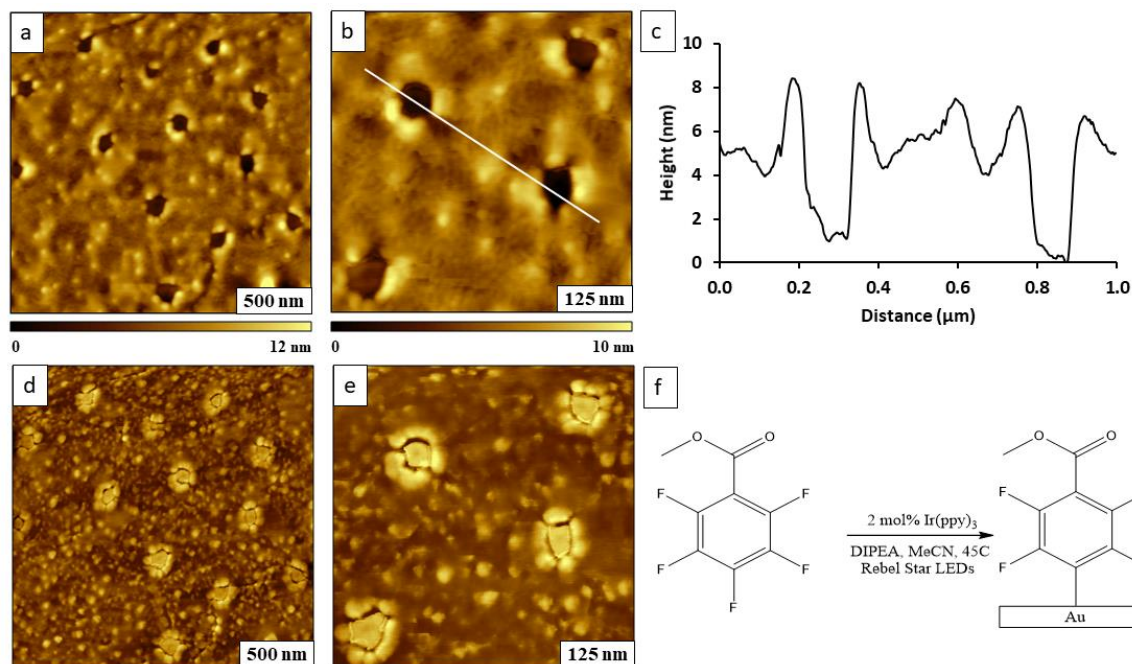 a
500 nm
0 12 nm
b
125 nm
0 10 nm
c
Height (nm)
10
8
6
4
2
0
0.0 0.2 0.4 0.6 0.8 1.0
Distance (µm)
d
500 nm
e
125 nm
f
O O
F F
F F
F
2 mol% Ir(ppy)3
DIPEA, MeCN, 45C
Rebel Star LEDs
O O
F
F
Au